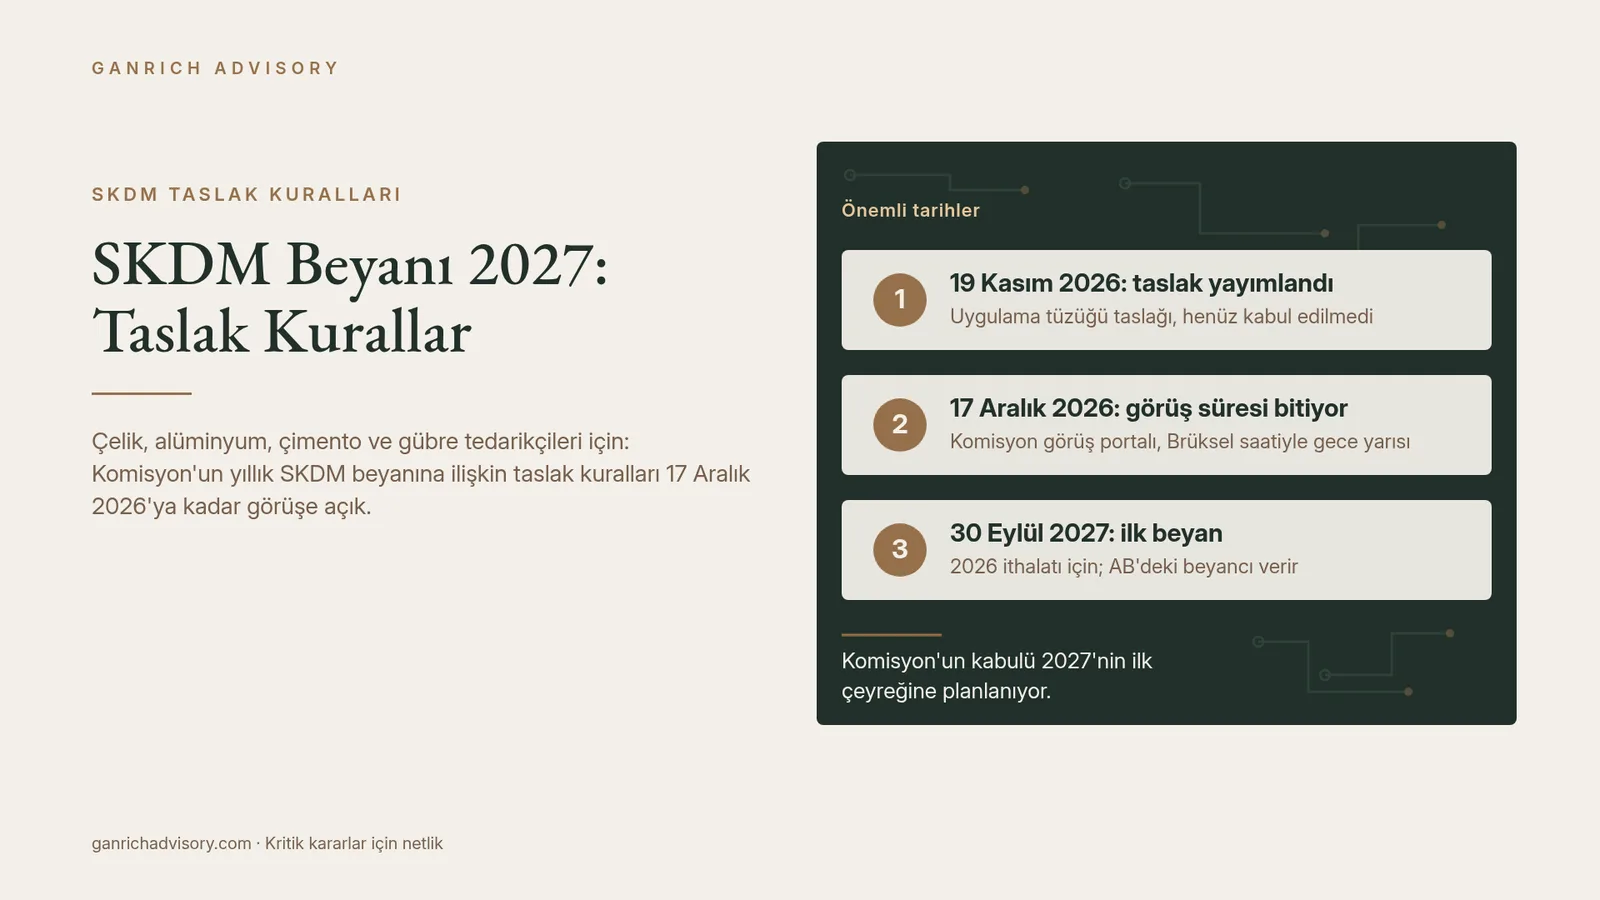 GANRICH ADVISORY
SKDM TASLAK KURALLARI
SKDM Beyanı 2027:
Taslak Kurallar
Çelik, alüminyum, çimento ve gübre tedarikçileri için:
Komisyon'un yıllık SKDM beyanına ilişkin taslak kuralları 17 Aralık
2026'ya kadar görüşe açık.
Önemli tarihler
1
19 Kasım 2026: taslak yayımlandı
Uygulama tüzüğü taslağı, henüz kabul edilmedi
2
17 Aralık 2026: görüş süresi bitiyor
Komisyon görüş portalı, Brüksel saatiyle gece yarısı
3
30 Eylül 2027: ilk beyan
2026 ithalatı için; AB'deki beyancı verir
Komisyon'un kabulü 2027'nin ilk
çeyreğine planlanıyor.
ganrichadvisory.com · Kritik kararlar için netlik